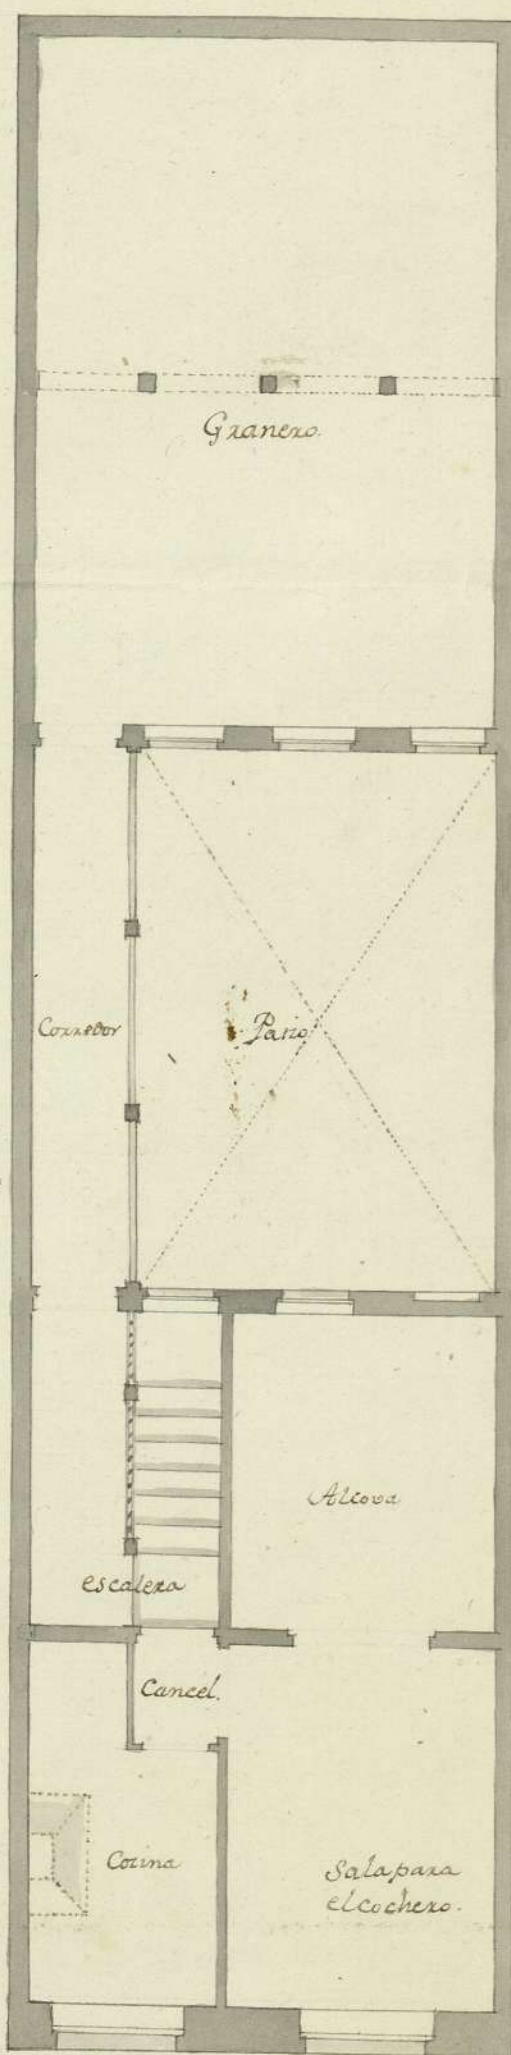 Granero.
Corredor
Patio
Alcova
escalera
Cancel.
Cocina
Sala para
el cochero.